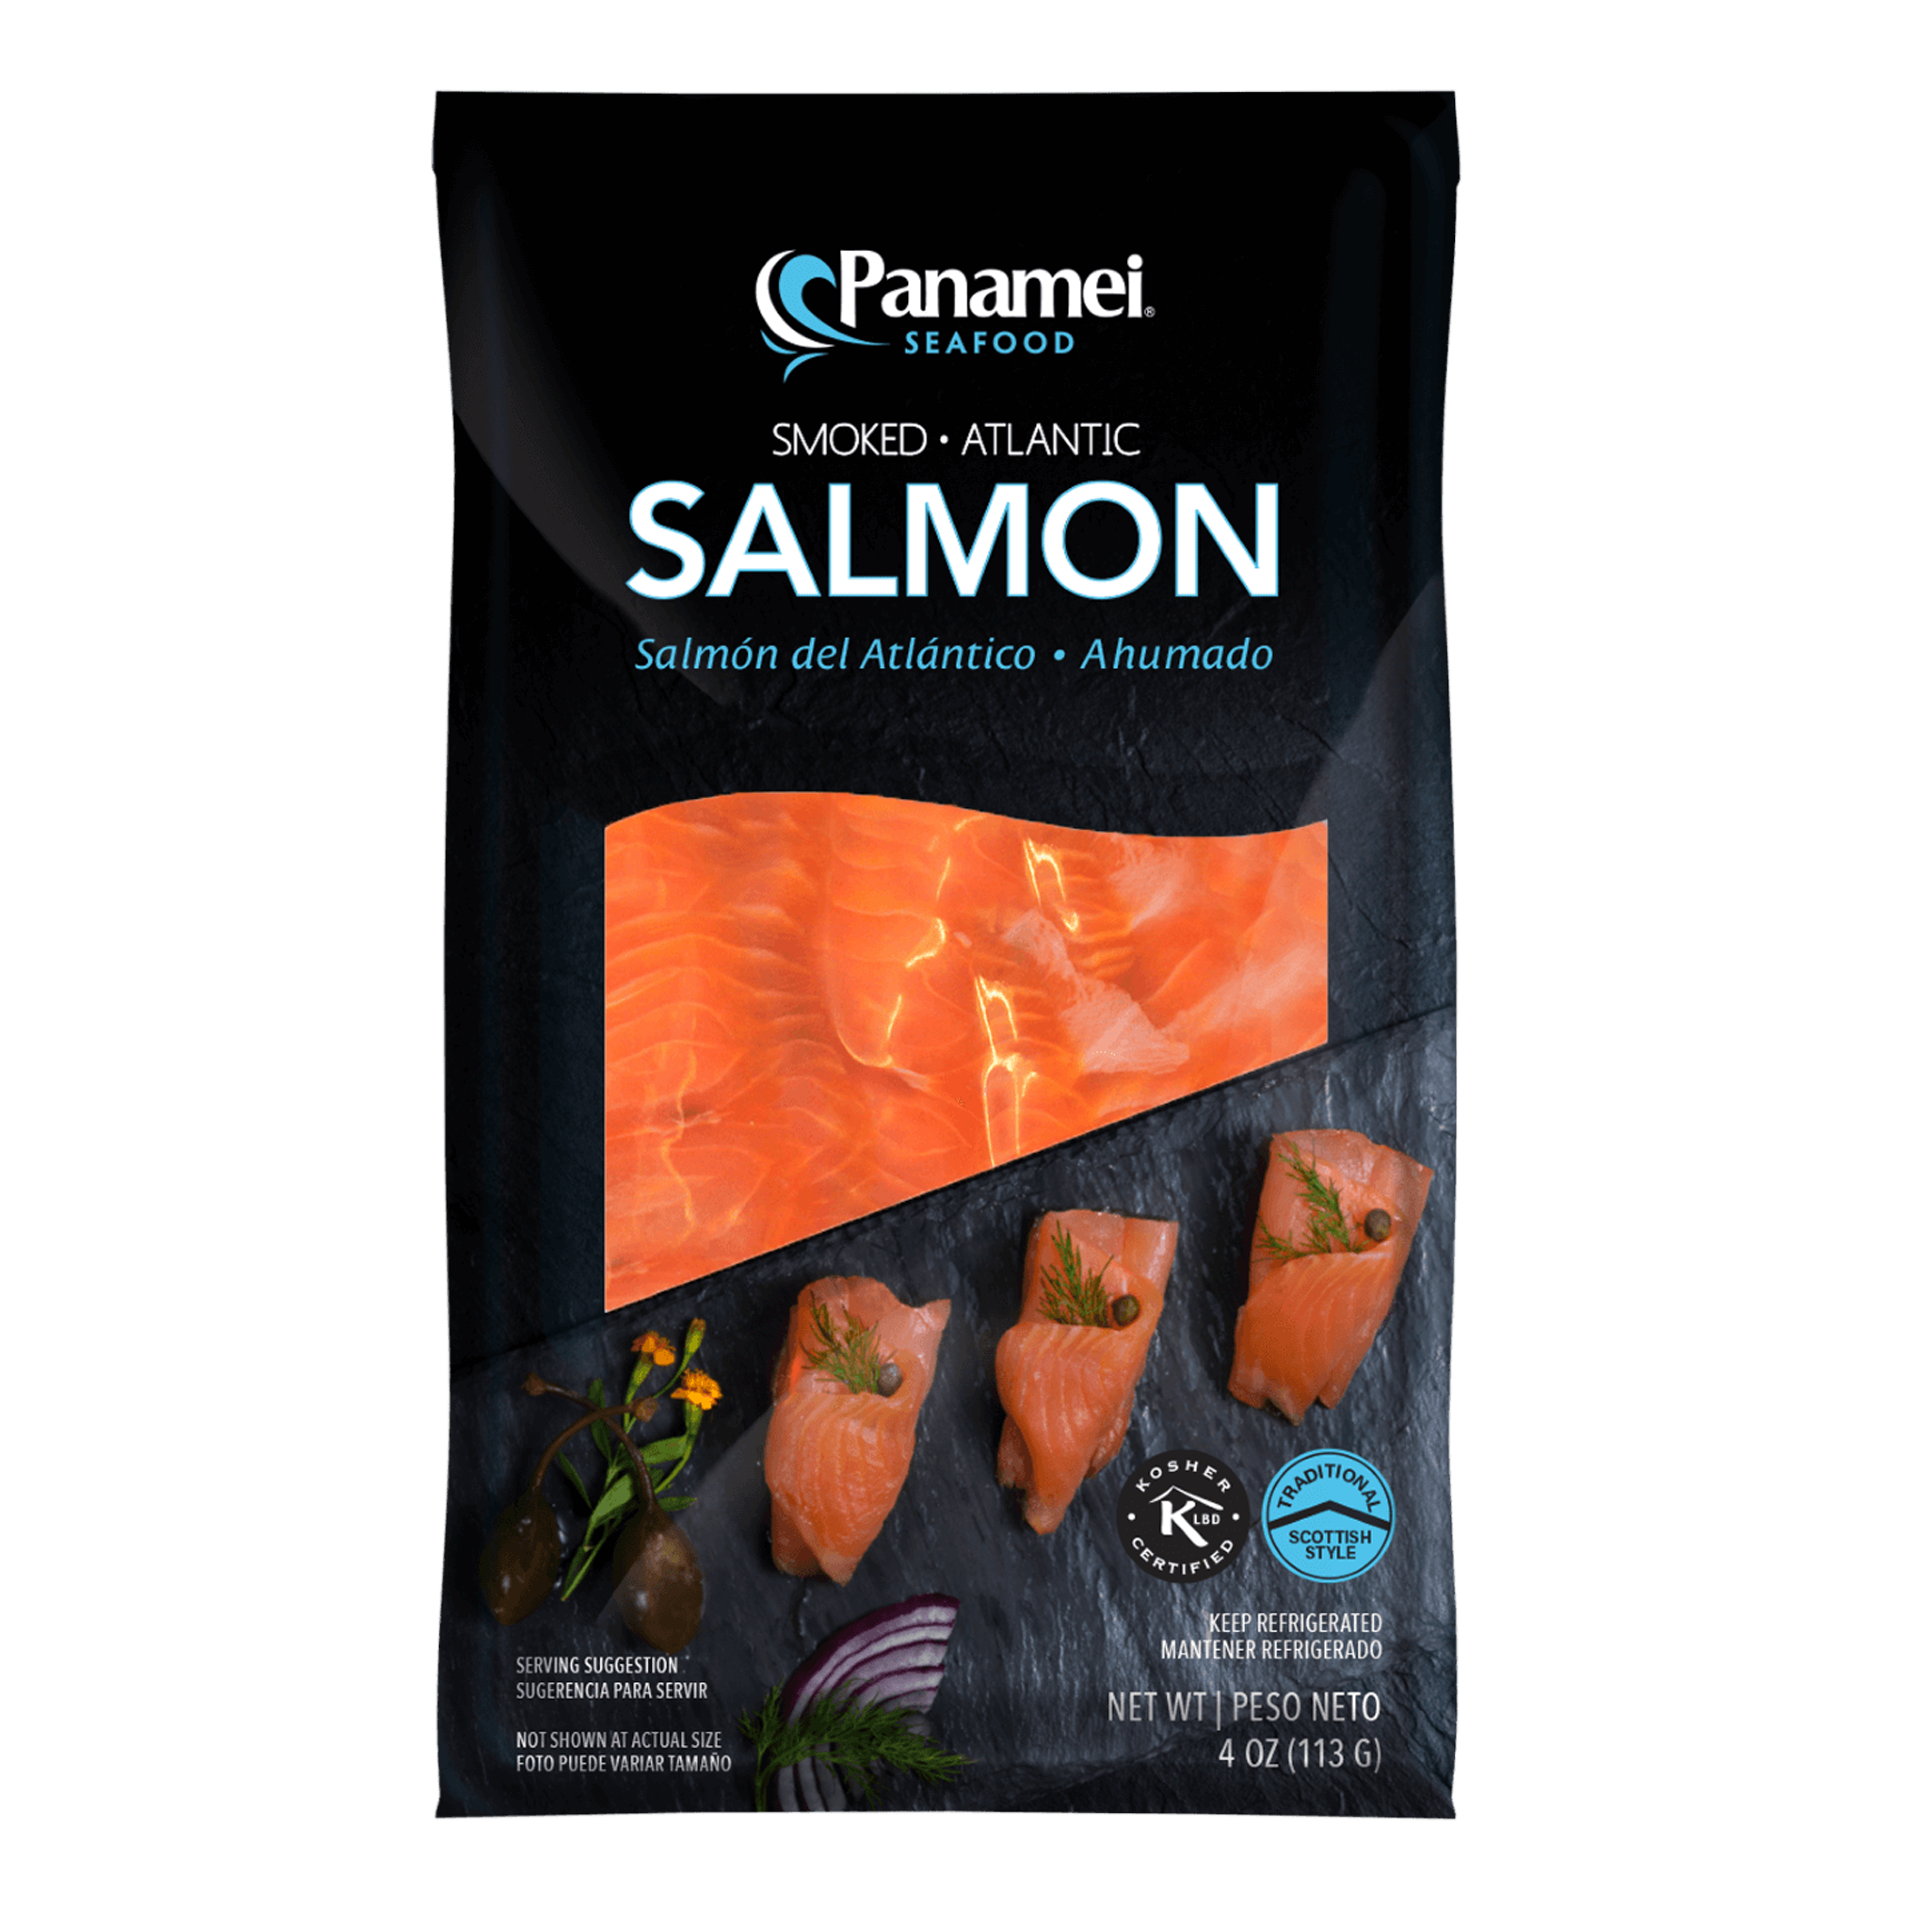 Panamei®
SEAFOOD
SMOKED • ATLANTIC
SALMON
Salmón del Atlántico • Ahumado
KOSHER
K LBD
CERTIFIED
TRADITIONAL
SCOTTISH
STYLE
KEEP REFRIGERATED
MANTENER REFRIGERADO
SERVING SUGGESTION
SUGERENCIA PARA SERVIR
NOT SHOWN AT ACTUAL SIZE
FOTO PUEDE VARIAR TAMAÑO
NET WT | PESO NETO
4 OZ (113 G)